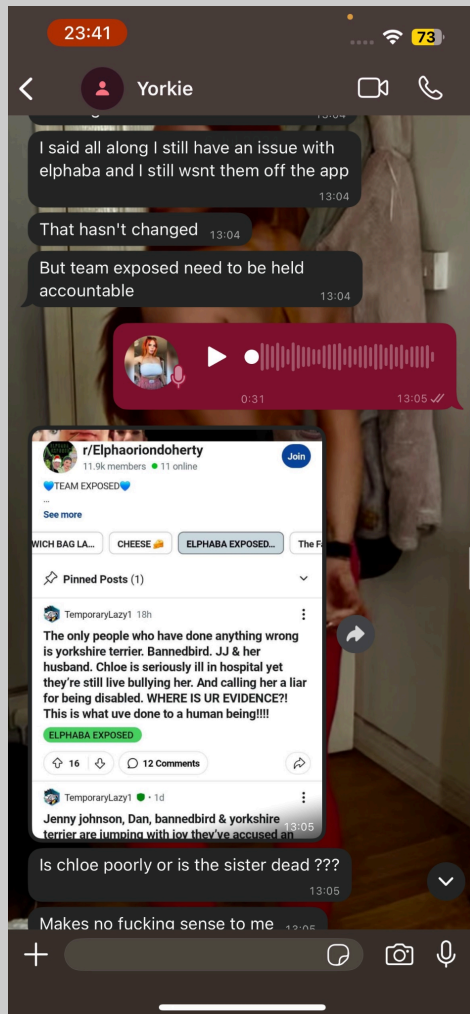 23:41
73
Yorkie
13:04
I said all along I still have an issue with
elphaba and I still wsnt them off the app
13:04
That hasn't changed 13:04
But team exposed need to be held
accountable
13:04
0:31
13:05
r/Elphaoriondoherty
11.9k members • 11 online
Join
💙TEAM EXPOSED💙
...
See more
WICH BAG LA...
CHEESE 🧀
ELPHABA EXPOSED...
The F
Pinned Posts (1)
TemporaryLazy1 18h
The only people who have done anything wrong
is yorkshire terrier. Bannedbird. JJ & her
husband. Chloe is seriously ill in hospital yet
they're still live bullying her. And calling her a liar
for being disabled. WHERE IS UR EVIDENCE?!
This is what uve done to a human being!!!!
ELPHABA EXPOSED
16
12 Comments
TemporaryLazy1 • 1d
Jenny johnson, Dan, bannedbird & yorkshire
terrier are jumping with joy they've accused an
13:05
Is chloe poorly or is the sister dead ???
13:05
Makes no fucking sense to me 13:05